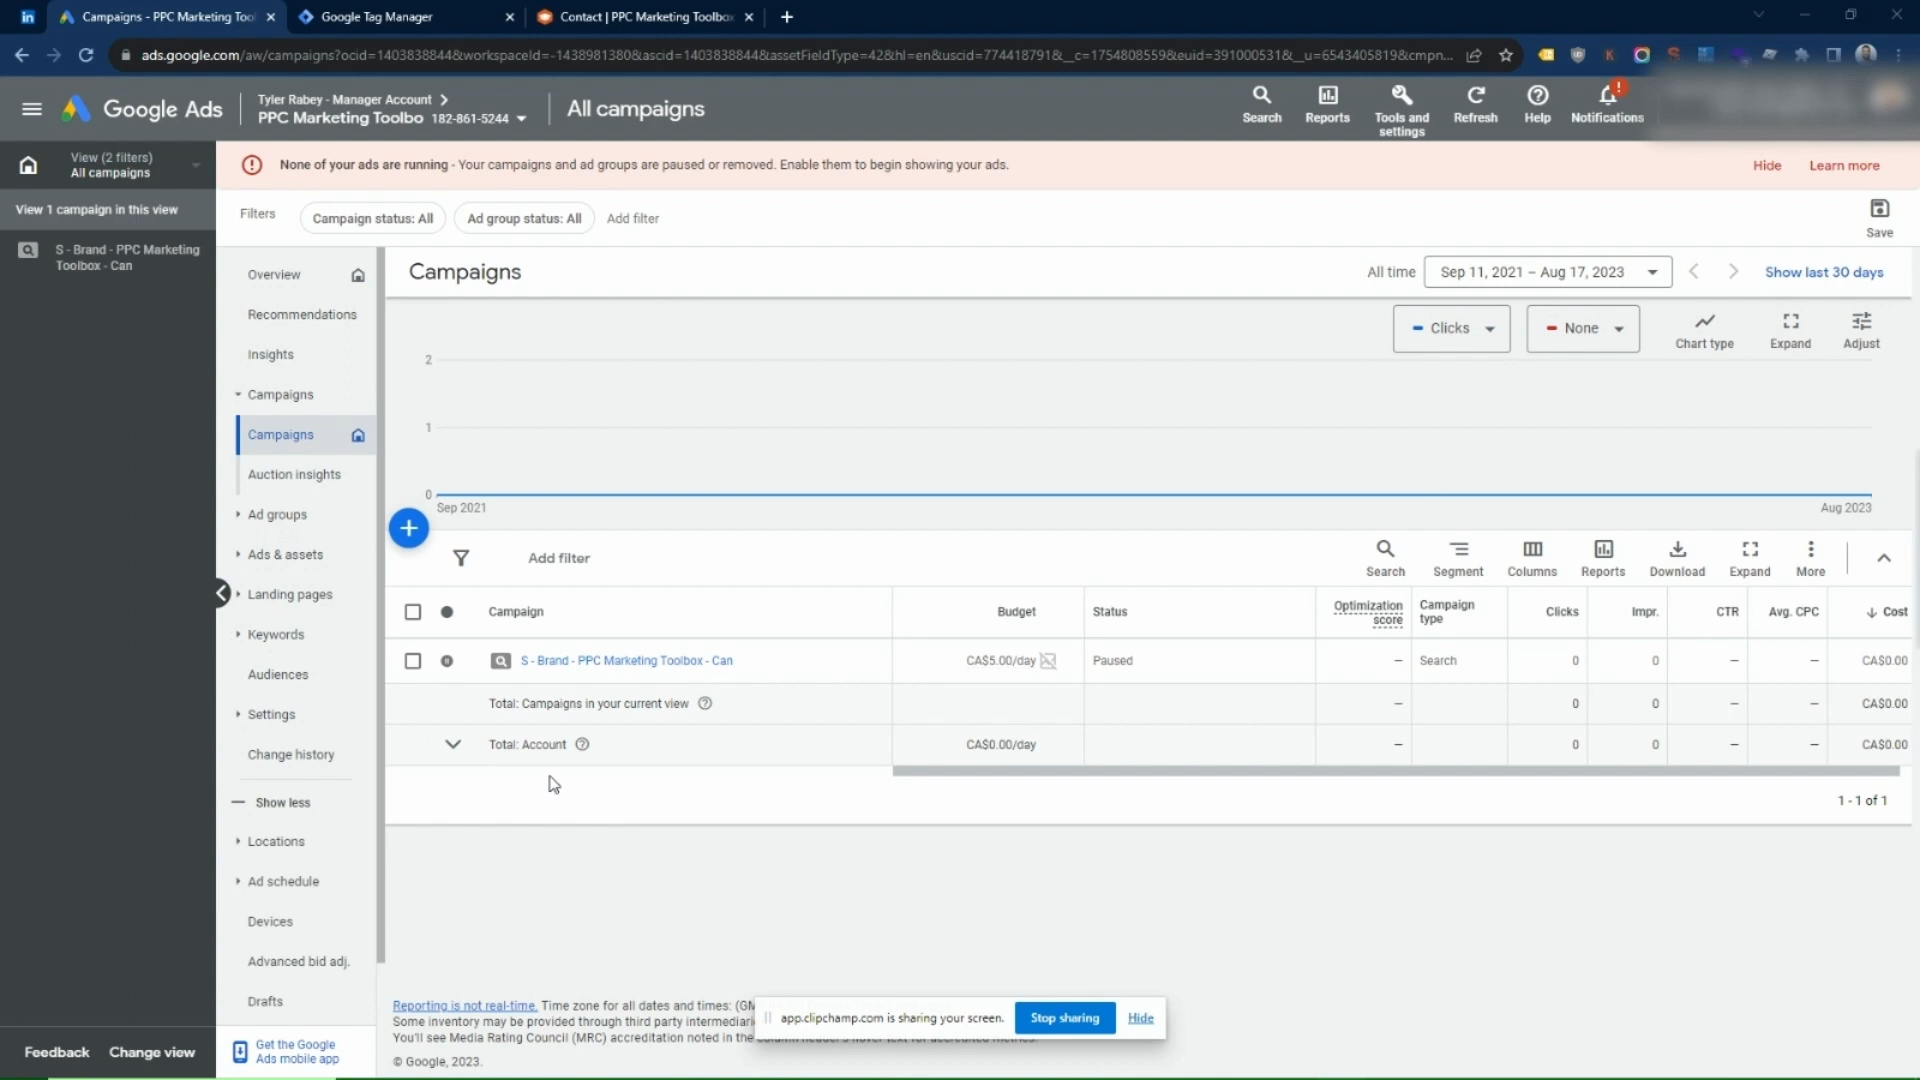 Campaigns - PPC Marketing Tool
Google Tag Manager
Contact | PPC Marketing Toolbox
ads.google.com/aw/campaigns?ocid=1403838844&workspaceId=-1438981380&ascid=1403838844&assetFieldType=42&hl=en&uscid=774418791&__c=1754808559&euid=391000531&__u=6543405819&cmpn...
Google Ads
Tyler Rabey - Manager Account
PPC Marketing Toolbo 182-861-5244
All campaigns
Search
Reports
Tools and
settings
Refresh
Help
Notifications
View (2 filters)
All campaigns
None of your ads are running - Your campaigns and ad groups are paused or removed. Enable them to begin showing your ads.
Hide
Learn more
View 1 campaign in this view
Filters
Campaign status: All
Ad group status: All
Add filter
Save
S - Brand - PPC Marketing
Toolbox - Can
Overview
Recommendations
Insights
Campaigns
Campaigns
Auction insights
Ad groups
Ads & assets
Landing pages
Keywords
Audiences
Settings
Change history
Show less
Locations
Ad schedule
Devices
Advanced bid adj.
Drafts
Get the Google
Ads mobile app
Feedback
Change view
Campaigns
All time
Sep 11, 2021 – Aug 17, 2023
Show last 30 days
Clicks
None
Chart type
Expand
Adjust
2
1
0
Sep 2021
Aug 2023
Add filter
Search
Segment
Columns
Reports
Download
Expand
More
Campaign Budget Status Optimization score Campaign type Clicks Impr. CTR Avg. CPC Cost
S - Brand - PPC Marketing Toolbox - Can CA$5.00/day Paused – Search 0 0 – – CA$0.00
Total: Campaigns in your current view – 0 0 – – CA$0.00
Total: Account CA$0.00/day – 0 0 – – CA$0.00
1 - 1 of 1
Reporting is not real-time. Time zone for all dates and times: (GM
Some inventory may be provided through third party intermediari
You'll see Media Rating Council (MRC) accreditation noted in the
© Google, 2023.
app.clipchamp.com is sharing your screen.
Stop sharing
Hide